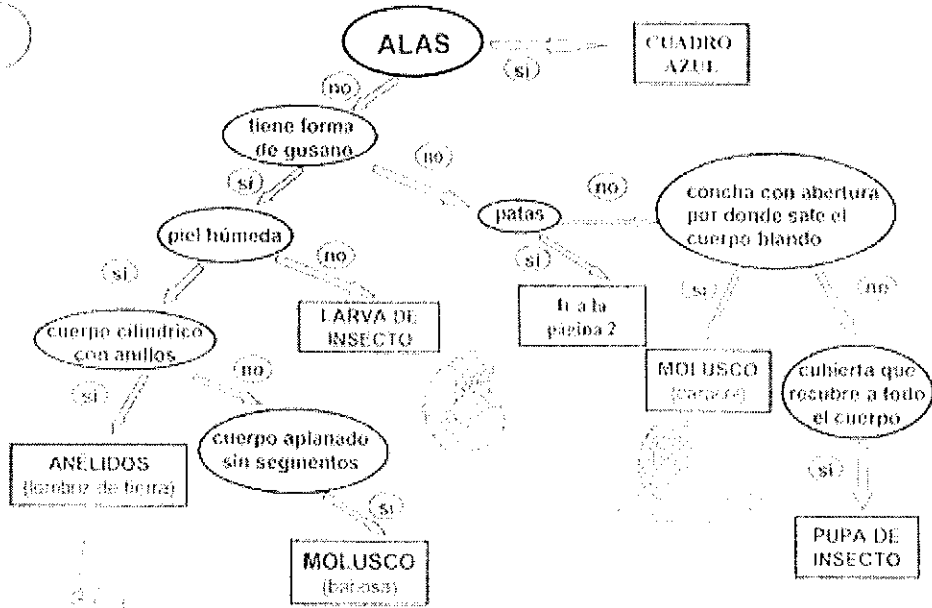 ALAS
(si)
CUADRO
AZUL
(no)
tiene forma
de gusano
(no)
(si)
patas
(no)
concha con abertura
por donde sale el
cuerpo blando
piel húmeda
(si)
(no)
(si)
Ir a la
página 2
(si)
(no)
cuerpo cilíndrico
con anillos
LARVA DE
INSECTO
MOLUSCO
(caracol)
cubierta que
recubre a todo
el cuerpo
(si)
(no)
cuerpo aplanado
sin segmentos
ANÉLIDOS
(lombriz de tierra)
(si)
(si)
MOLUSCO
(babosa)
PUPA DE
INSECTO